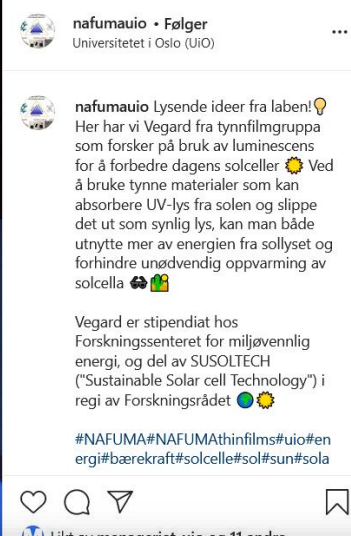 nafumauio • Følger
Universitetet i Oslo (UiO)
nafumauio Lysende ideer fra laben!💡
Her har vi Vegard fra tynnfilmgruppa
som forsker på bruk av luminescens
for å forbedre dagens solceller 🌞 Ved
å bruke tynne materialer som kan
absorbere UV-lys fra solen og slippe
det ut som synlig lys, kan man både
utnytte mer av energien fra sollyset og
forhindre unødvendig oppvarming av
solcella 🕶🏜
Vegard er stipendiat hos
Forskningssenteret for miljøvennlig
energi, og del av SUSOLTECH
("Sustainable Solar cell Technology") i
regi av Forskningsrådet 🌍🌞
#NAFUMA#NAFUMAthinfilms#uio#en
ergi#bærekraft#solcelle#sol#sun#sola